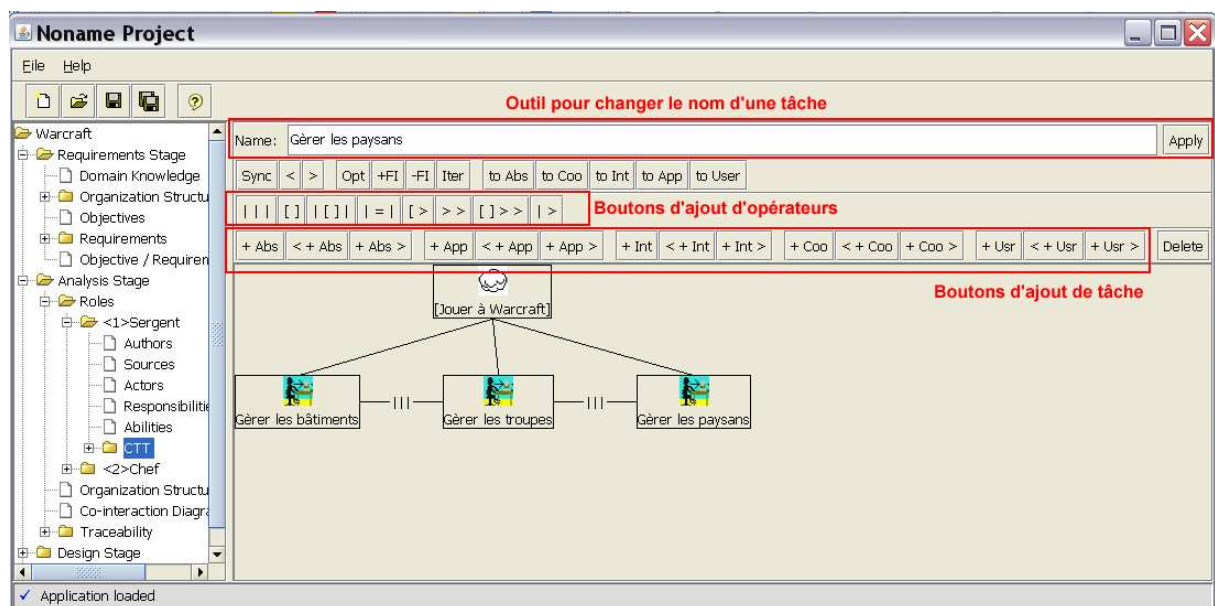 Noname Project
File Help
Outil pour changer le nom d'une tâche
Name: Gèrer les paysans Apply
Sync < > Opt +FI -FI Iter to Abs to Coo to Int to App to User
||| [] |[]| |=| [> >> []>> |> Boutons d'ajout d'opérateurs
+ Abs < + Abs + Abs > + App < + App + App > + Int < + Int + Int > + Coo < + Coo + Coo > + Usr < + Usr + Usr > Delete
Boutons d'ajout de tâche
Warcraft
Requirements Stage
Domain Knowledge
Organization Structu
Objectives
Requirements
Objective / Requiren
Analysis Stage
Roles
<1>Sergent
Authors
Sources
Actors
Responsibilitie
Abilities
CTT
<2>Chef
Organization Structu
Co-interaction Diagra
Traceability
Design Stage
[Jouer à Warcraft]
Gèrer les bâtiments ||| Gèrer les troupes ||| Gèrer les paysans
Application loaded